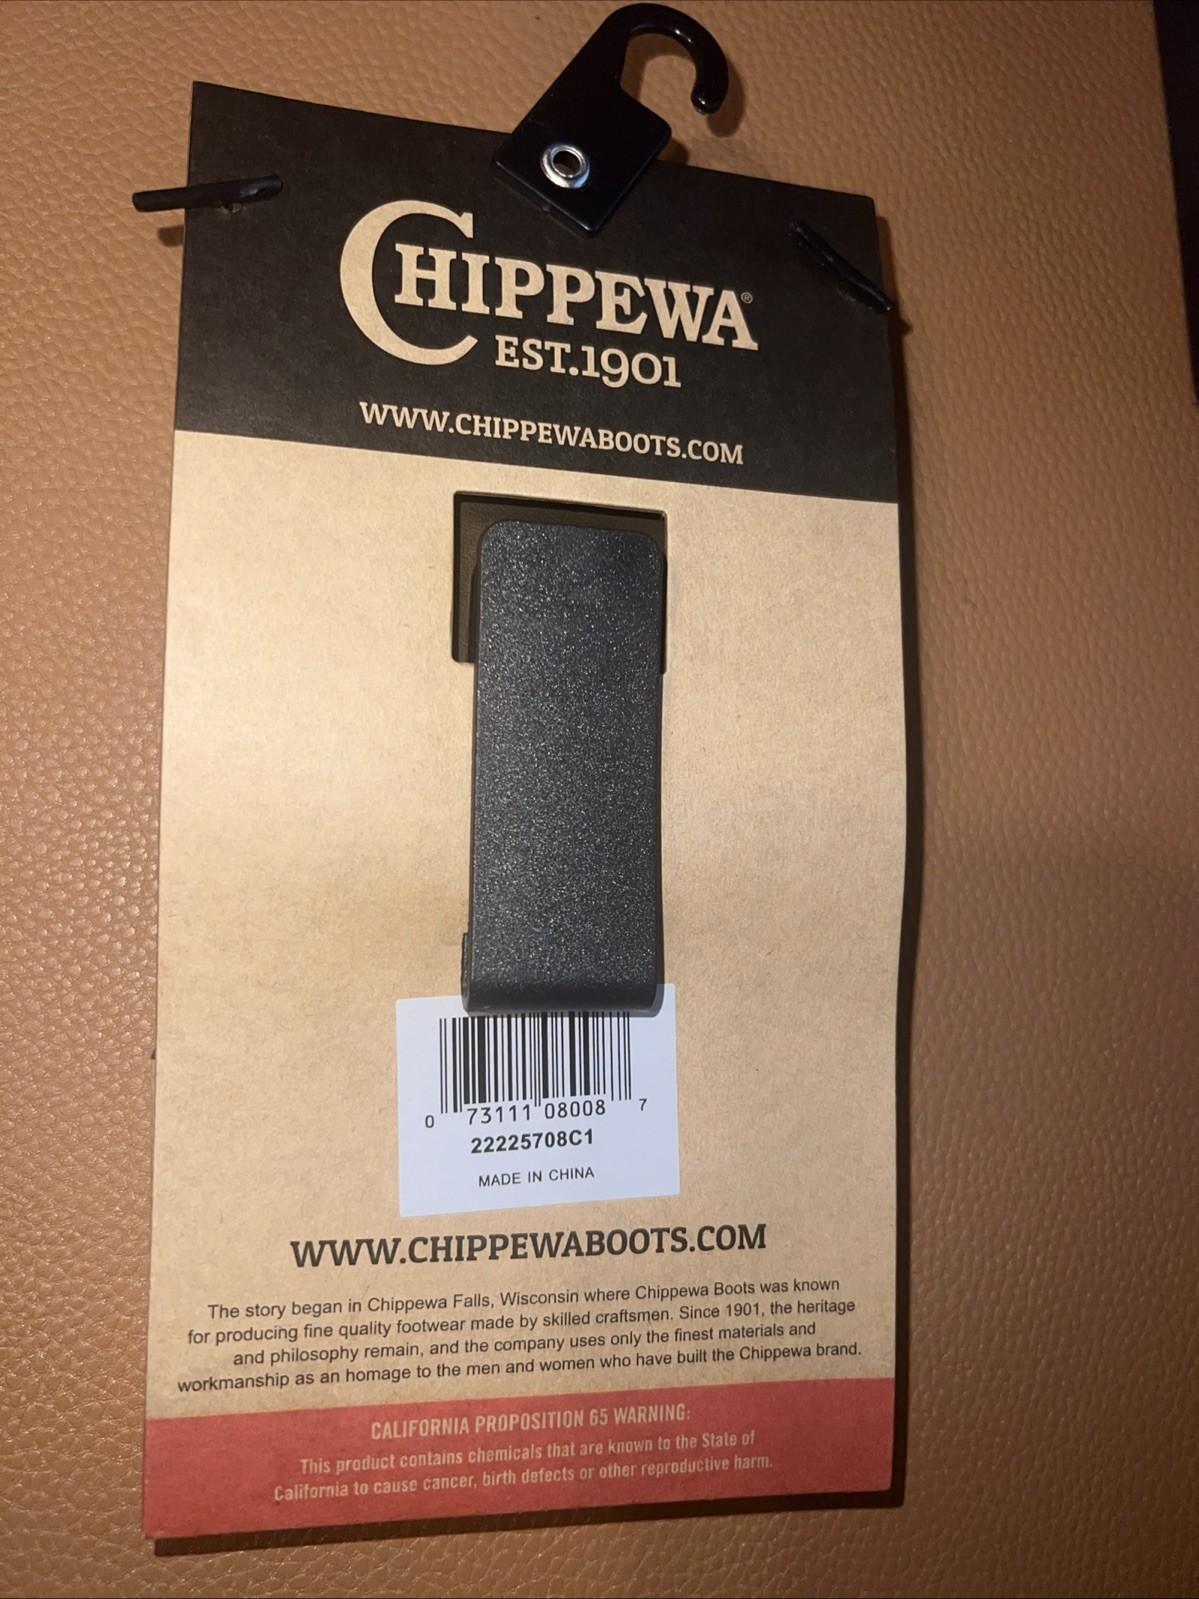 CHIPPEWA®
EST.1901
WWW.CHIPPEWABOOTS.COM
0 73111 08008 7
22225708C1
MADE IN CHINA
WWW.CHIPPEWABOOTS.COM
The story began in Chippewa Falls, Wisconsin where Chippewa Boots was known
for producing fine quality footwear made by skilled craftsmen. Since 1901, the heritage
and philosophy remain, and the company uses only the finest materials and
workmanship as an homage to the men and women who have built the Chippewa brand.
CALIFORNIA PROPOSITION 65 WARNING:
This product contains chemicals that are known to the State of
California to cause cancer, birth defects or other reproductive harm.